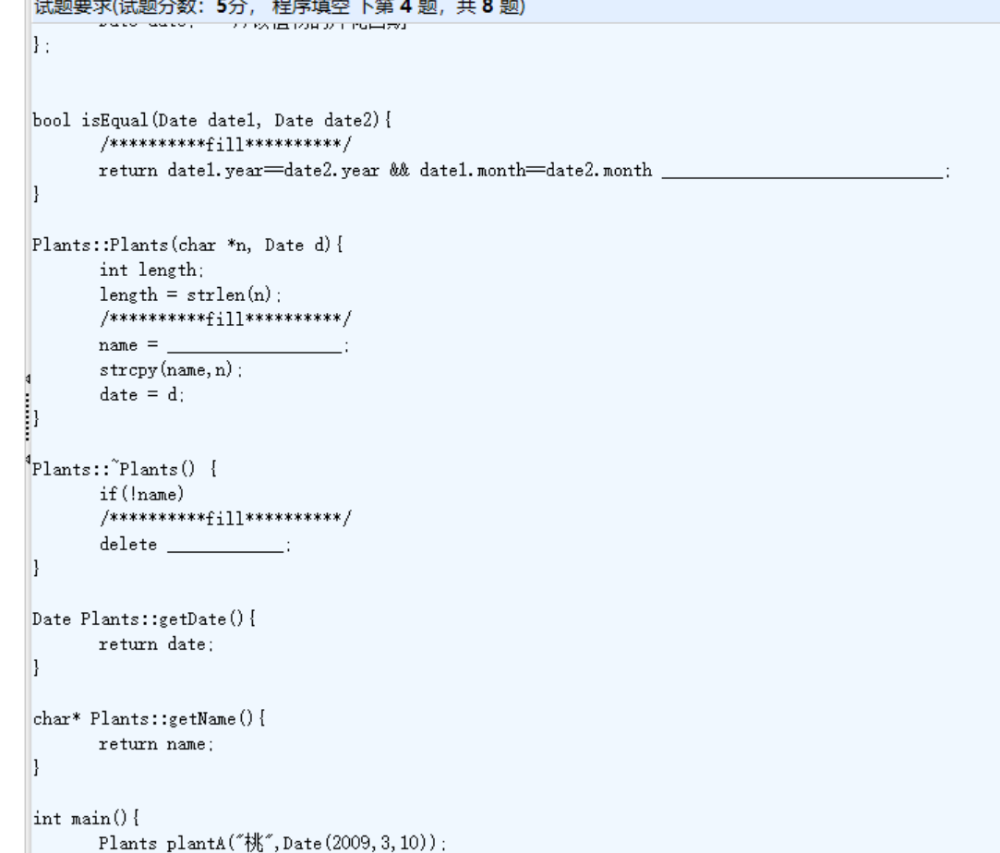 试题要求(试题分数: 5分, 程序填空 下第 4 题, 共 8 题)
};
bool isEqual(Date date1, Date date2){
/**********fill**********/
return date1.year==date2.year && date1.month==date2.month ____________________________;
}
Plants::Plants(char *n, Date d){
int length;
length = strlen(n);
/**********fill**********/
name = __________________;
strcpy(name,n);
date = d;
}
Plants::~Plants() {
if(!name)
/**********fill**********/
delete ____________;
}
Date Plants::getDate(){
return date;
}
char* Plants::getName(){
return name;
}
int main(){
Plants plantA("桃",Date(2009,3,10));